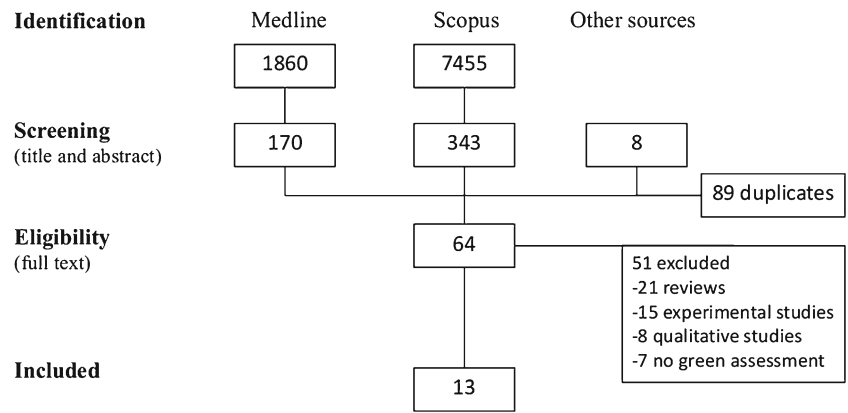 Identification Medline Scopus Other sources
1860 7455
Screening
(title and abstract)
170 343 8
89 duplicates
Eligibility
(full text)
64
51 excluded
-21 reviews
-15 experimental studies
-8 qualitative studies
-7 no green assessment
Included
13